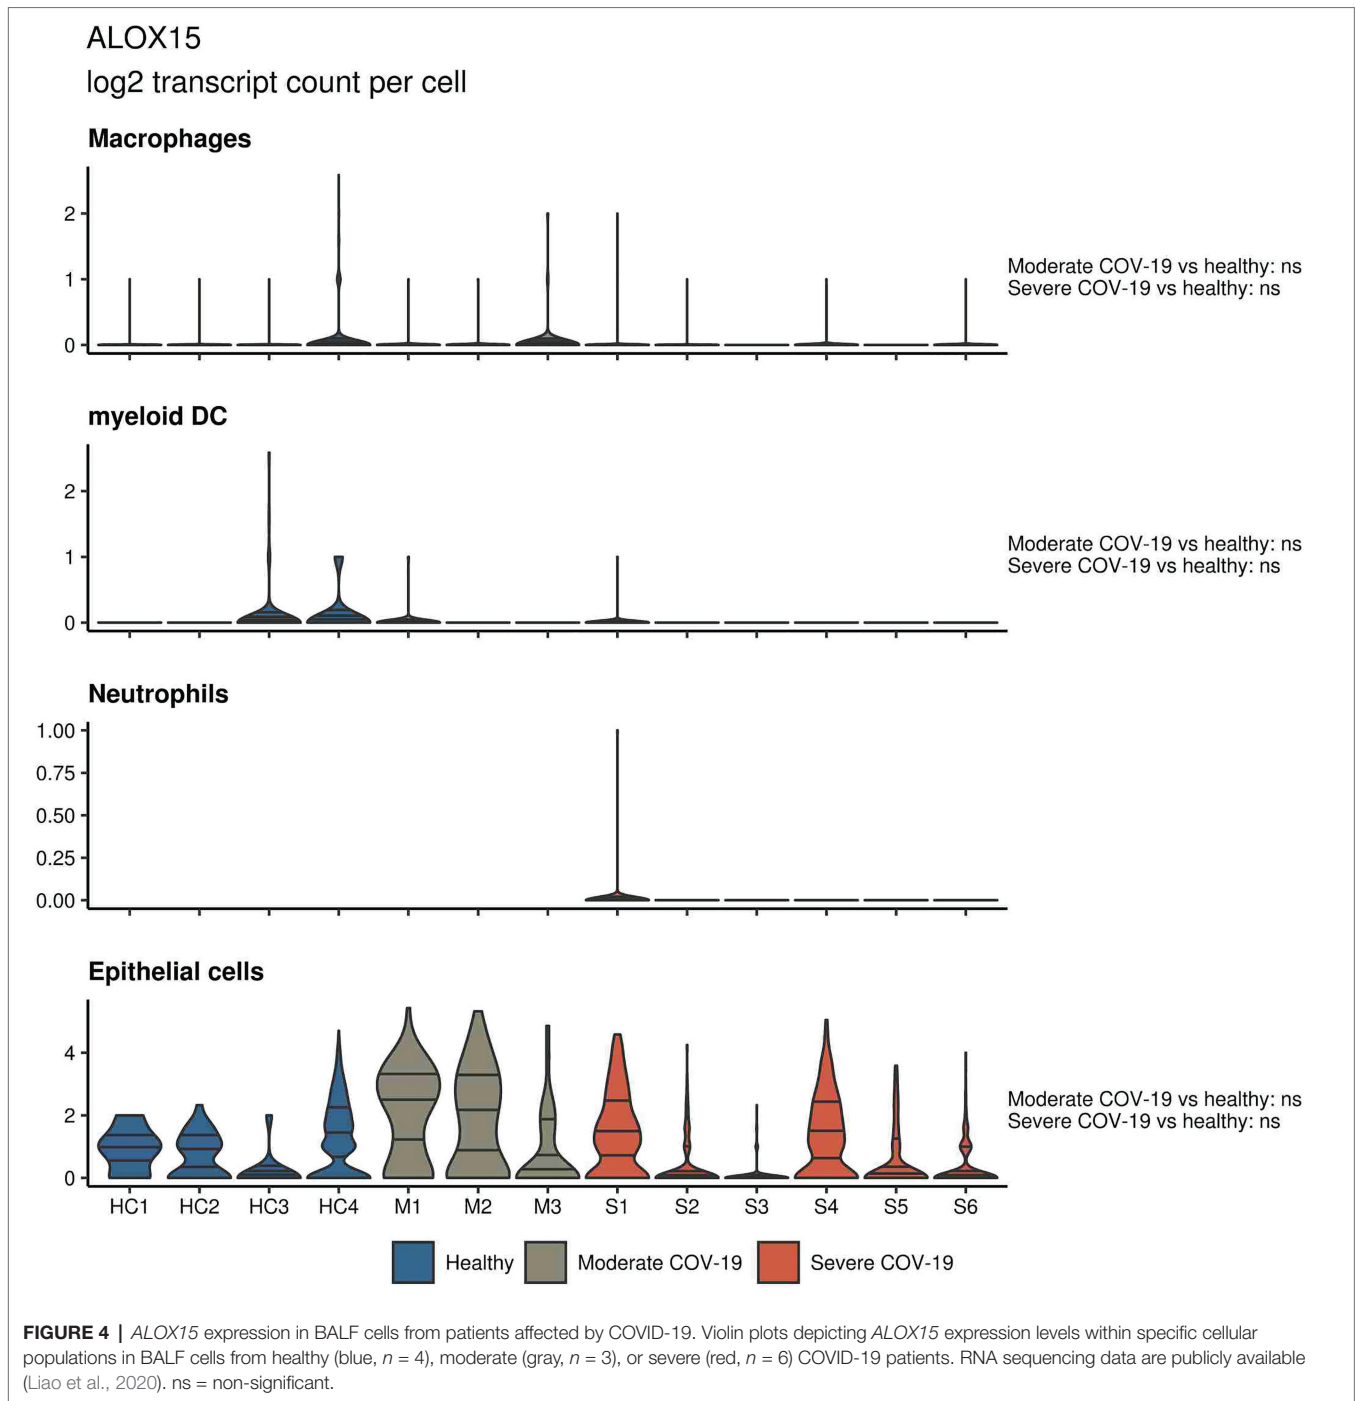 ALOX15
log2 transcript count per cell
Macrophages
2
1
0
Moderate COV-19 vs healthy: ns
Severe COV-19 vs healthy: ns
myeloid DC
2
1
0
Moderate COV-19 vs healthy: ns
Severe COV-19 vs healthy: ns
Neutrophils
1.00
0.75
0.50
0.25
0.00
Epithelial cells
4
2
0
Moderate COV-19 vs healthy: ns
Severe COV-19 vs healthy: ns
HC1 HC2 HC3 HC4 M1 M2 M3 S1 S2 S3 S4 S5 S6
Healthy Moderate COV-19 Severe COV-19
FIGURE 4 | ALOX15 expression in BALF cells from patients affected by COVID-19. Violin plots depicting ALOX15 expression levels within specific cellular
populations in BALF cells from healthy (blue, n = 4), moderate (gray, n = 3), or severe (red, n = 6) COVID-19 patients. RNA sequencing data are publicly available
(Liao et al., 2020). ns = non-significant.